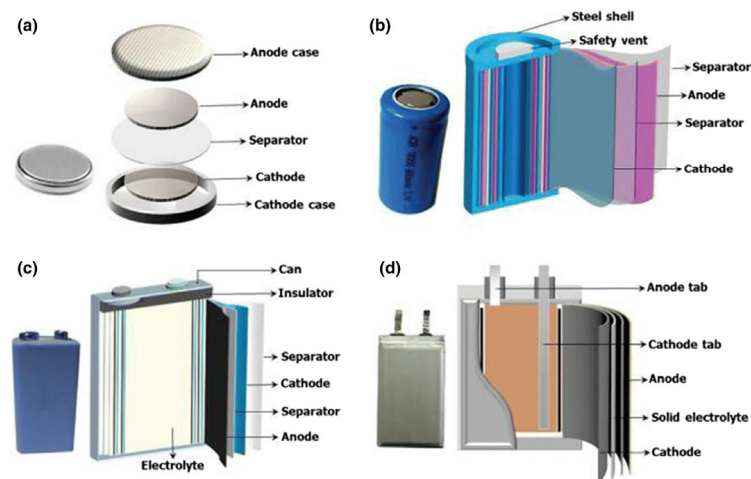 (a)
Anode case
Anode
Separator
Cathode
Cathode case
(b)
Steel shell
Safety vent
Separator
Anode
Separator
Cathode
(c)
Can
Insulator
Separator
Cathode
Separator
Anode
Electrolyte
(d)
Anode tab
Cathode tab
Anode
Solid electrolyte
Cathode